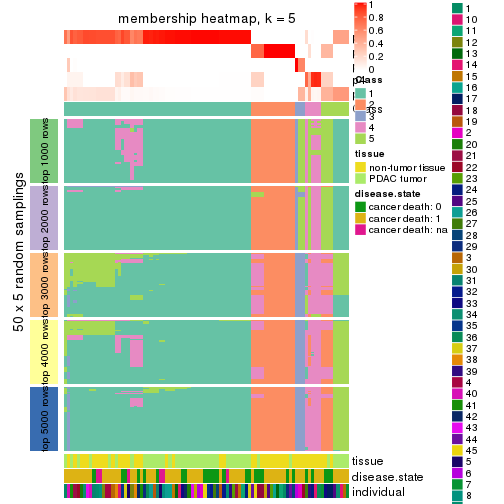 membership heatmap, k = 5
1
0.8
0.6
0.4
0.2
0
class
Class
1
2
3
4
5
tissue
non-tumor tissue
PDAC tumor
disease.state
cancer death: 0
cancer death: 1
cancer death: na
50 x 5 random samplings
top 1000 rows
top 2000 rows
top 3000 rows
top 4000 rows
top 5000 rows
tissue
disease.state
individual
1
10
11
12
13
14
15
16
17
18
19
2
20
21
22
23
24
25
26
27
28
29
3
30
31
32
33
34
35
36
37
38
39
4
40
41
42
43
44
45
5
6
7
8